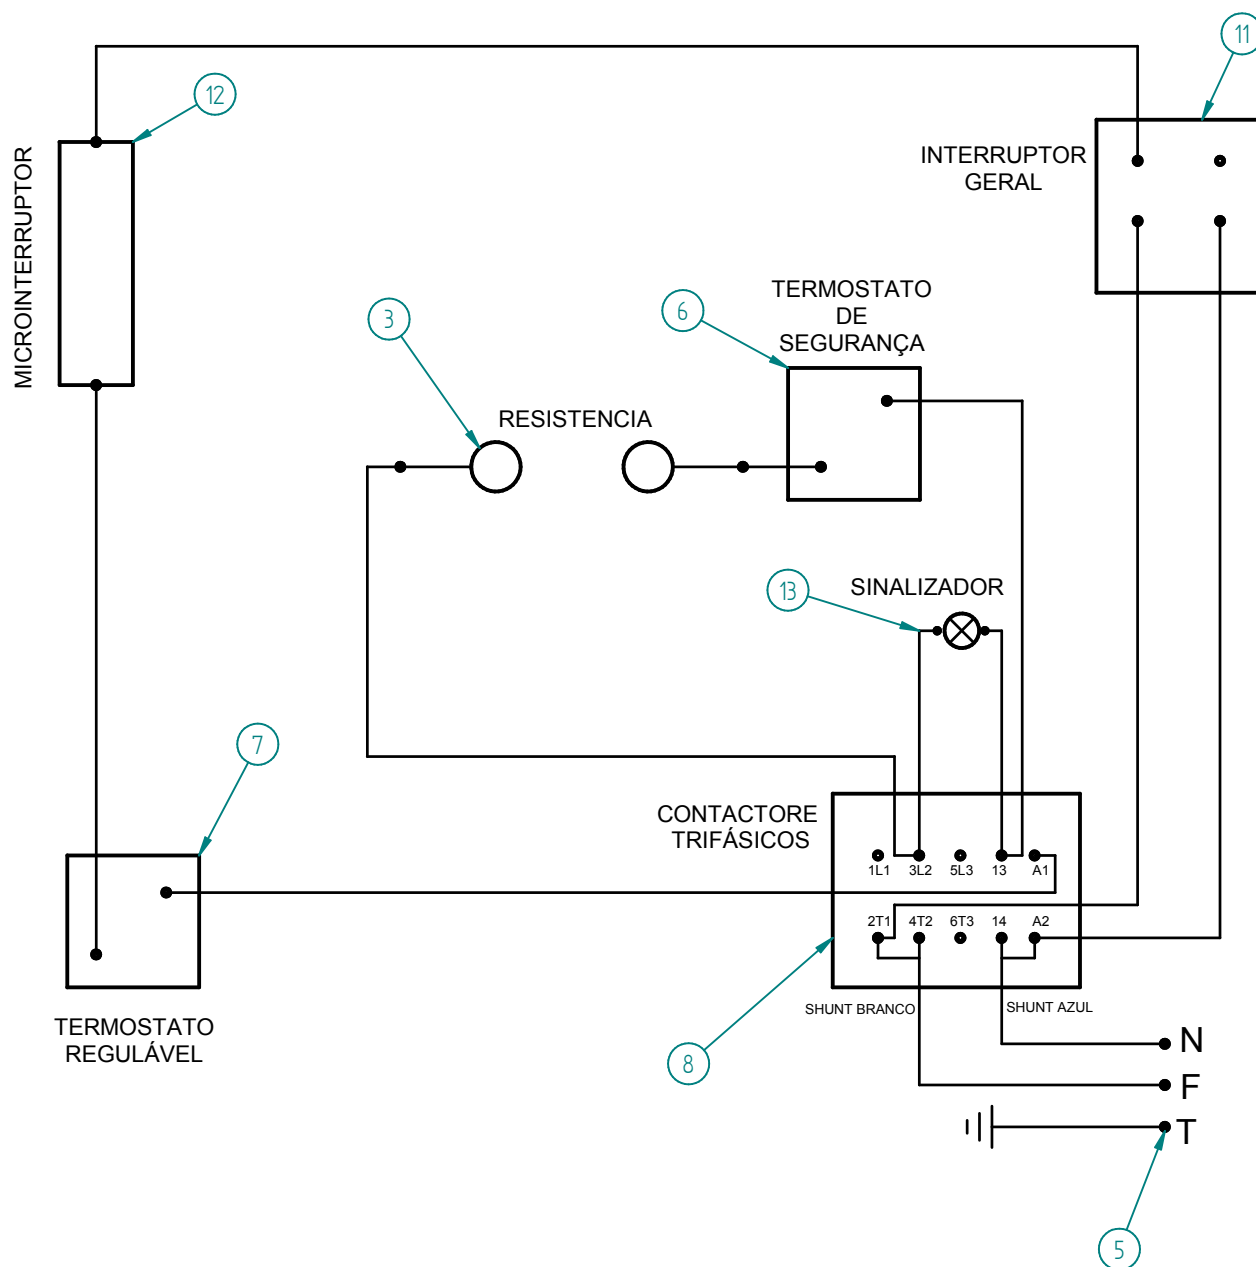 11
12
INTERRUPTOR
GERAL
MICROINTERRUPTOR
TERMOSTATO
DE
SEGURANÇA
6
3
RESISTENCIA
13
SINALIZADOR
7
CONTACTORE
TRIFÁSICOS
1L1 3L2 5L3 13 A1
2T1 4T2 6T3 14 A2
SHUNT BRANCO SHUNT AZUL
TERMOSTATO
REGULÁVEL
8
N
F
T
5